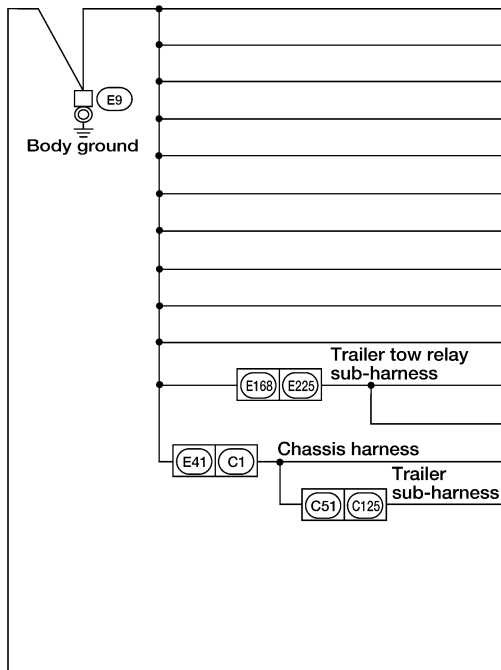 E9
Body ground
Trailer tow relay
sub-harness
E168 E225
Chassis harness
E41 C1
Trailer
sub-harness
C51 C125